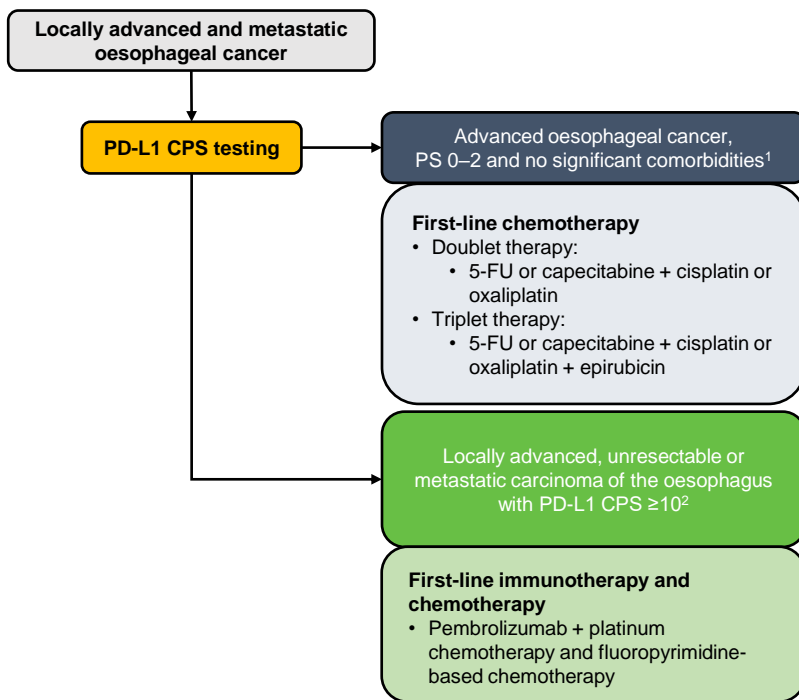 Locally advanced and metastatic
oesophageal cancer
PD-L1 CPS testing
Advanced oesophageal cancer,
PS 0–2 and no significant comorbidities¹
First-line chemotherapy
• Doublet therapy:
• 5-FU or capecitabine + cisplatin or
oxaliplatin
• Triplet therapy:
• 5-FU or capecitabine + cisplatin or
oxaliplatin + epirubicin
Locally advanced, unresectable or
metastatic carcinoma of the oesophagus
with PD-L1 CPS ≥10²
First-line immunotherapy and
chemotherapy
• Pembrolizumab + platinum
chemotherapy and fluoropyrimidine-
based chemotherapy